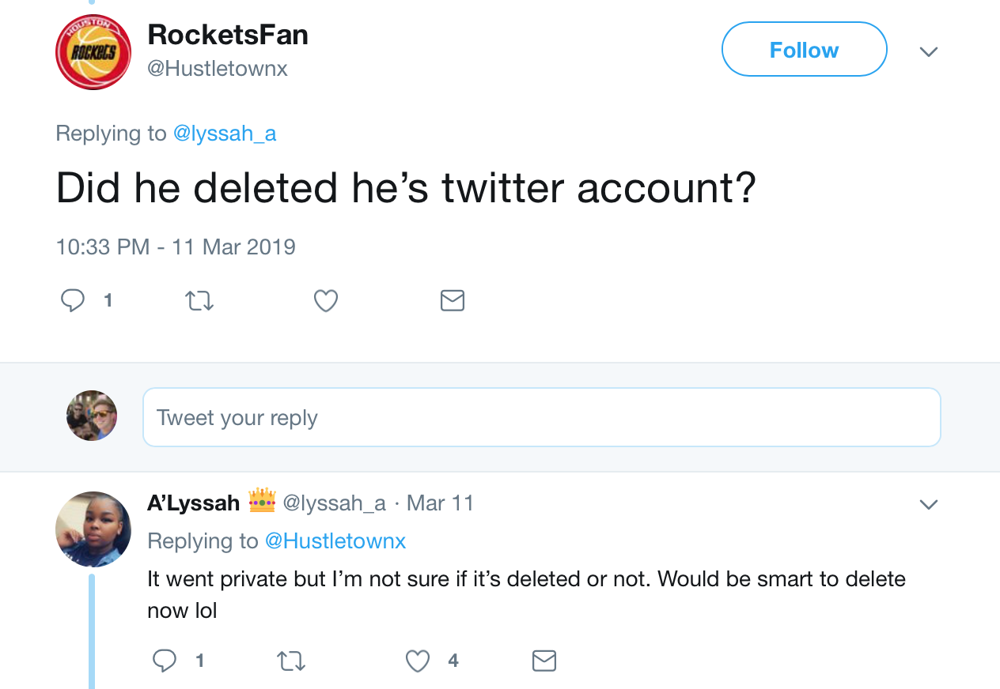 HOUSTON
ROCKETS
RocketsFan
@Hustletownx
Follow
Replying to @lyssah_a
Did he deleted he’s twitter account?
10:33 PM - 11 Mar 2019
1
Tweet your reply
A’Lyssah 👑 @lyssah_a · Mar 11
Replying to @Hustletownx
It went private but I’m not sure if it’s deleted or not. Would be smart to delete
now lol
1 4